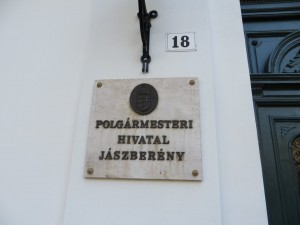 18
POLGÁRMESTERI
HIVATAL
JÁSZBERÉNY